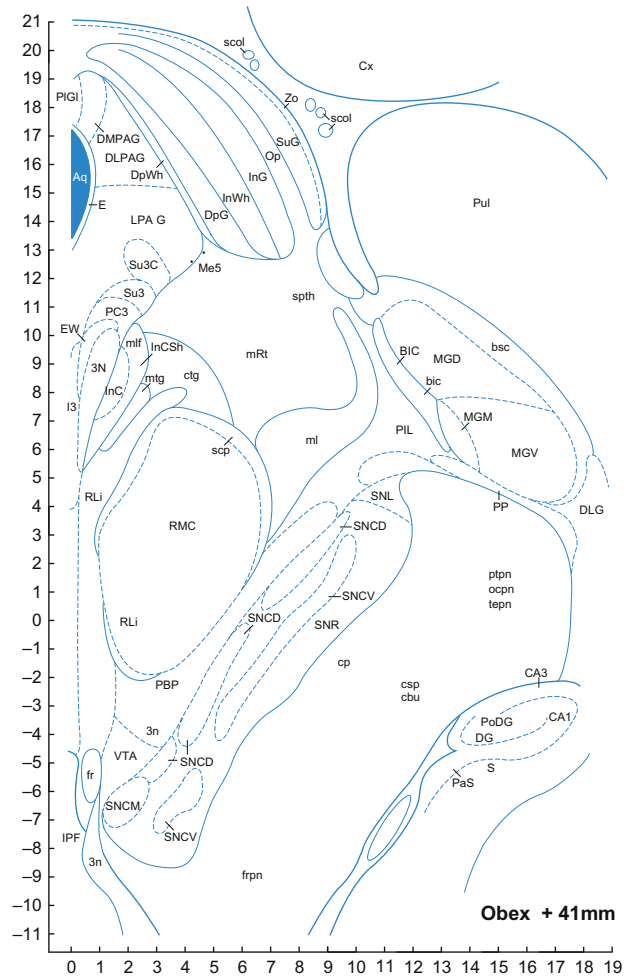 21
20
19
18
17
16
15
14
13
12
11
10
9
8
7
6
5
4
3
2
1
0
–1
–2
–3
–4
–5
–6
–7
–8
–9
–10
–11
scol
Cx
PlGl
Zo
scol
DMPAG
SuG
DLPAG
Op
DpWh
Aq
InG
InWh
E
Pul
LPA G
DpG
Su3C
Me5
Su3
spth
PC3
EW
mlf
InCSh
bsc
mRt
BIC
MGD
3N
mtg
ctg
bic
InC
I3
MGM
PIL
ml
scp
MGV
RLi
SNL
PP
DLG
RMC
SNCD
ptpn
ocpn
tepn
SNCV
RLi
SNCD
SNR
cp
PBP
csp
cbu
CA3
3n
PoDG
CA1
DG
VTA
SNCD
S
fr
PaS
SNCM
IPF
SNCV
3n
frpn
Obex + 41mm
0 1 2 3 4 5 6 7 8 9 10 11 12 13 14 15 16 17 18 19